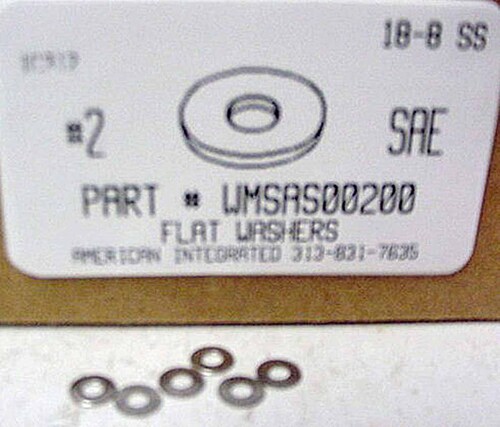 18-8 SS
#2
SAE
PART # WMSAS00200
FLAT WASHERS
AMERICAN INTEGRATED 313-831-7635